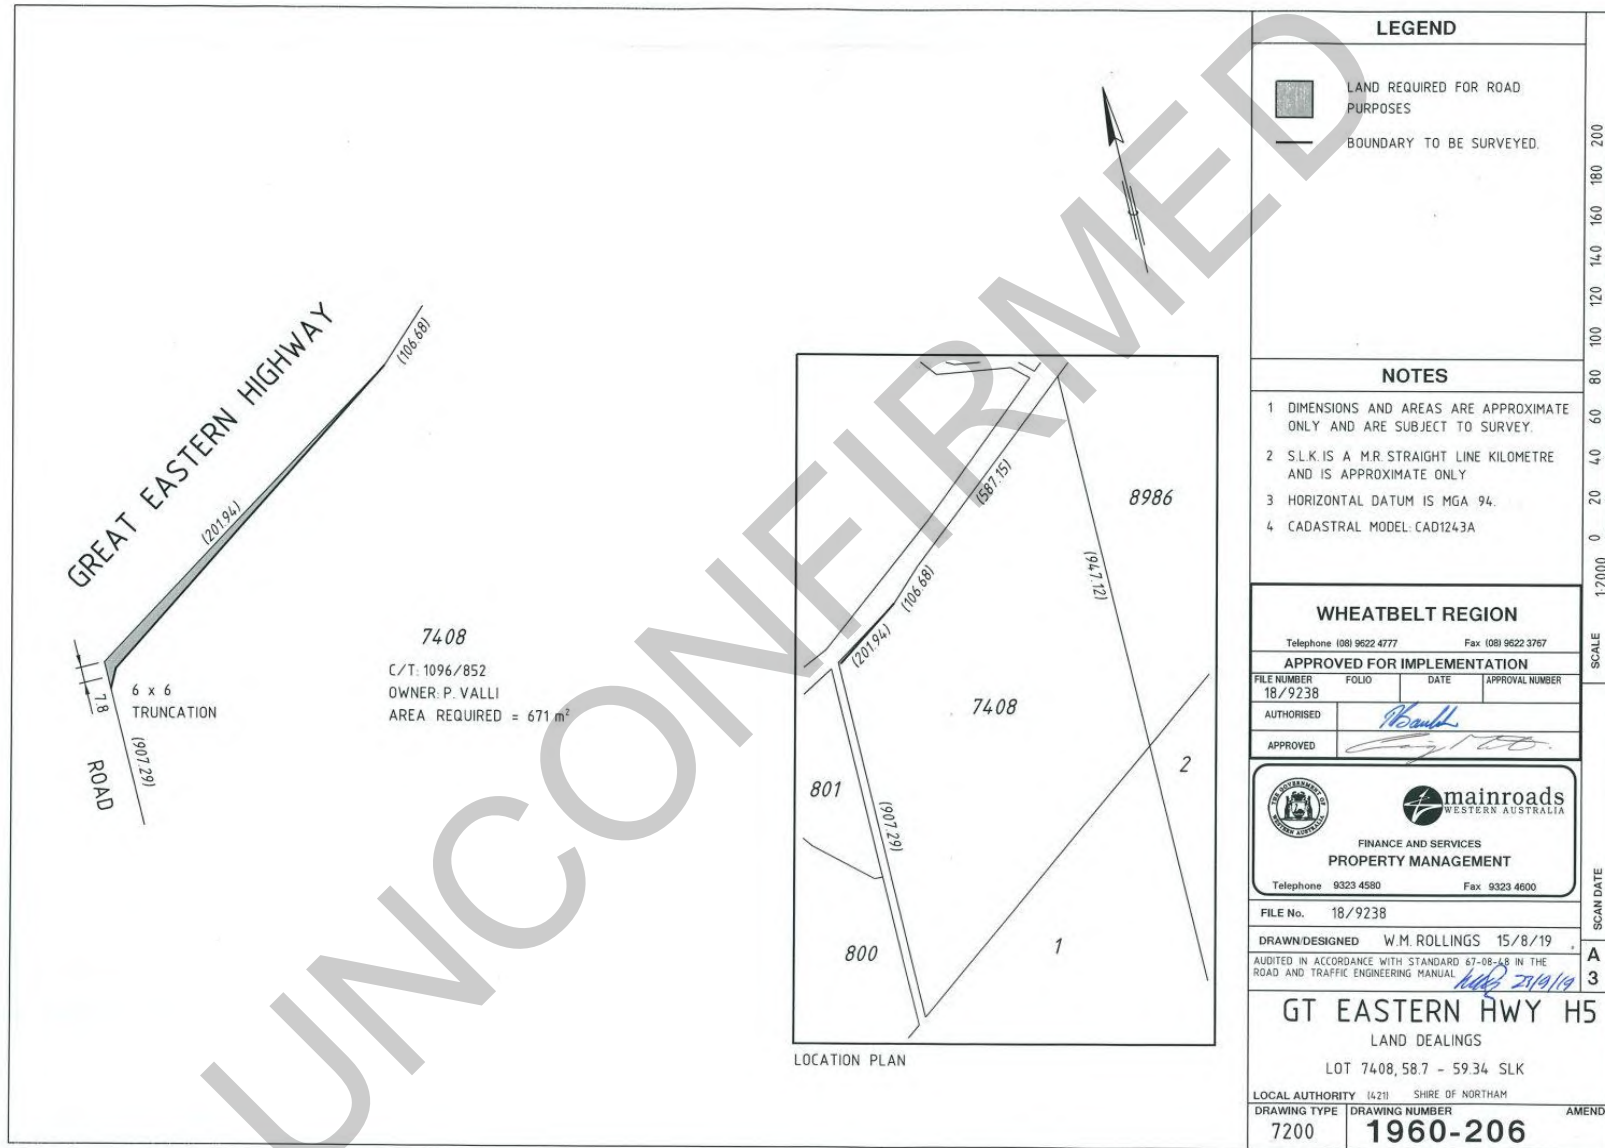 UNCONFIRMED
GREAT EASTERN HIGHWAY
(106.68)
(201.94)
7.8
6 x 6
TRUNCATION
(907.29)
ROAD
7408
C/T: 1096/852
OWNER: P. VALLI
AREA REQUIRED = 671 m²
(587.15)
8986
(947.12)
(106.68)
(201.94)
7408
2
801
(907.29)
800
1
LOCATION PLAN
LEGEND
LAND REQUIRED FOR ROAD
PURPOSES
BOUNDARY TO BE SURVEYED.
NOTES
1 DIMENSIONS AND AREAS ARE APPROXIMATE
ONLY AND ARE SUBJECT TO SURVEY.
2 S.L.K. IS A M.R. STRAIGHT LINE KILOMETRE
AND IS APPROXIMATE ONLY
3 HORIZONTAL DATUM IS MGA 94.
4 CADASTRAL MODEL: CAD1243A
WHEATBELT REGION
Telephone (08) 9622 4777 Fax (08) 9622 3767
APPROVED FOR IMPLEMENTATION
FILE NUMBER FOLIO DATE APPROVAL NUMBER
18/9238
AUTHORISED
APPROVED
THE GOVERNMENT OF
WESTERN AUSTRALIA
mainroads
WESTERN AUSTRALIA
FINANCE AND SERVICES
PROPERTY MANAGEMENT
Telephone 9323 4580 Fax 9323 4600
FILE No. 18/9238
DRAWN/DESIGNED W.M. ROLLINGS 15/8/19
AUDITED IN ACCORDANCE WITH STANDARD 67-08-48 IN THE
ROAD AND TRAFFIC ENGINEERING MANUAL 23/9/19
GT EASTERN HWY H5
LAND DEALINGS
LOT 7408, 58.7 - 59.34 SLK
LOCAL AUTHORITY (421) SHIRE OF NORTHAM
DRAWING TYPE DRAWING NUMBER AMEND
7200 1960-206
200
180
160
140
120
100
80
60
40
20
0
1:2000
SCALE
SCAN DATE
A
3